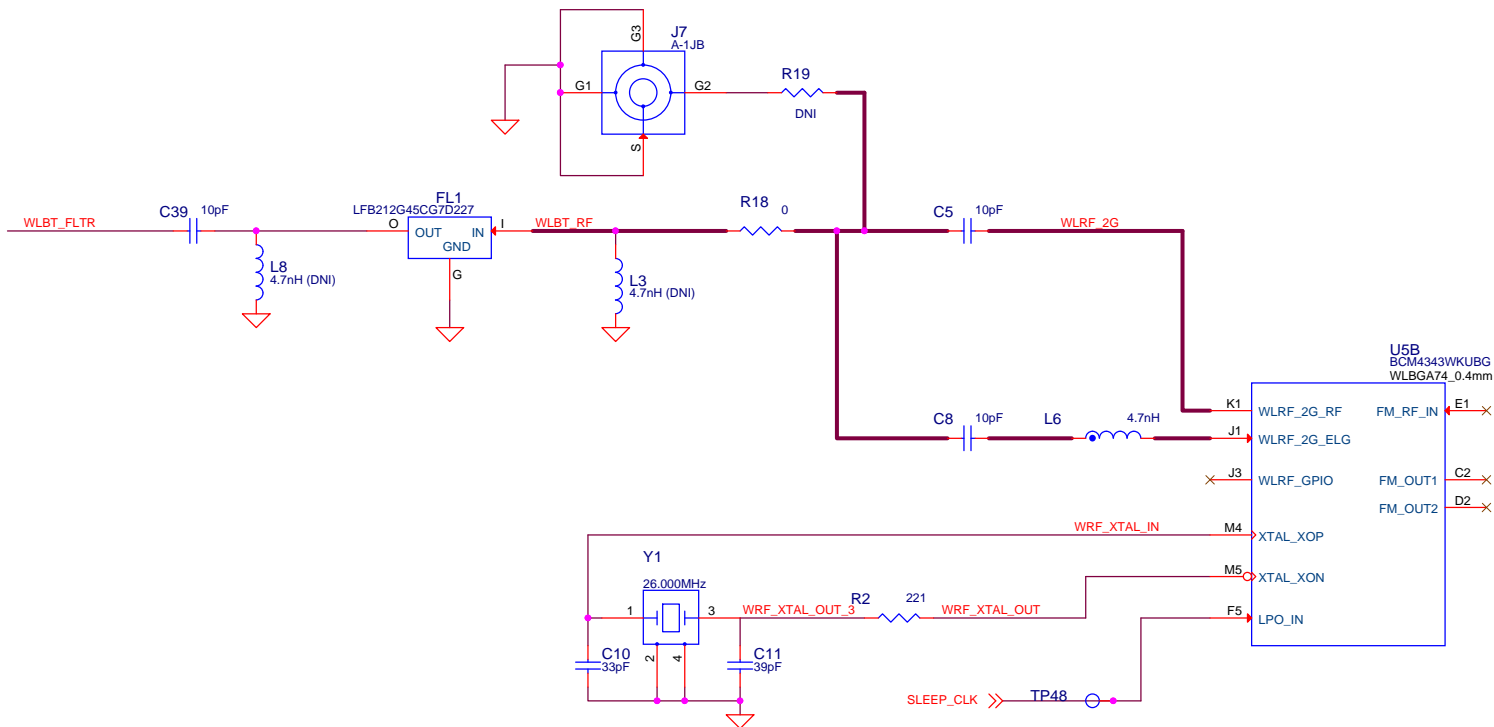 G3
J7
A-1JB
G1
G2
S
R19
DNI
WLBT_FLTR
C39
10pF
L8
4.7nH (DNI)
FL1
LFB212G45CG7D227
O
OUT
IN
GND
I
G
WLBT_RF
L3
4.7nH (DNI)
R18
0
C5
10pF
WLRF_2G
C8
10pF
L6
4.7nH
U5B
BCM4343WKUBG
WLBGA74_0.4mm
K1
WLRF_2G_RF
FM_RF_IN
E1
J1
WLRF_2G_ELG
J3
WLRF_GPIO
FM_OUT1
C2
FM_OUT2
D2
WRF_XTAL_IN
M4
XTAL_XOP
M5
XTAL_XON
F5
LPO_IN
Y1
26.000MHz
1
3
2
4
WRF_XTAL_OUT_3
R2
221
WRF_XTAL_OUT
C10
33pF
C11
39pF
SLEEP_CLK
TP48